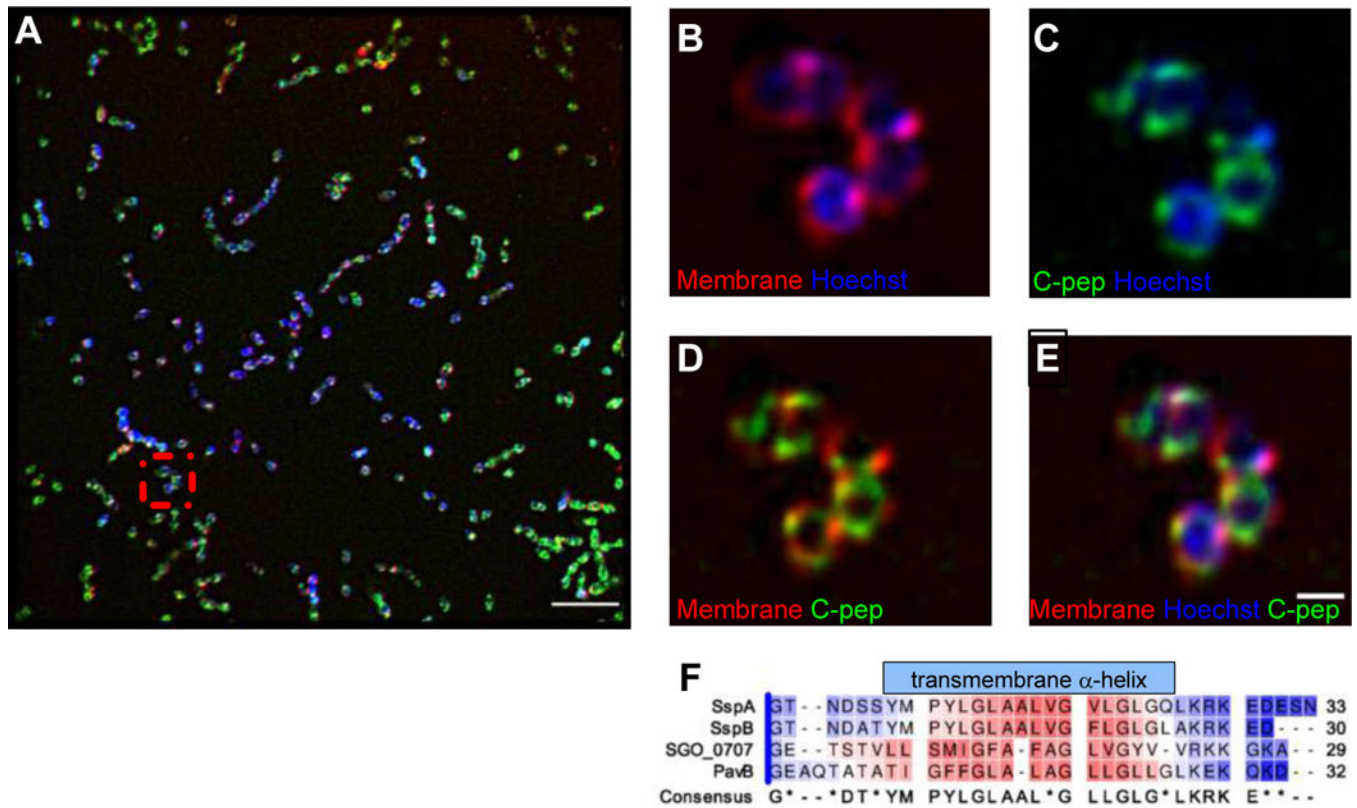 A
B
Membrane Hoechst
C
C-pep Hoechst
D
Membrane C-pep
E
Membrane Hoechst C-pep
F
transmembrane α-helix
SspA GT--NDSSYM PYLGLAALVG VLGLGQLKRK EDESN 33
SspB GT--NDATYM PYLGLAALVG FLGLGLAKRK ED--- 30
SGO_0707 GE--TSTVLL SMIGFA-FAG LVGYV-VRKK GKA-- 29
PavB GEAQTATATI GFFGLA-LAG LLGLLGLKEK QKD-- 32
Consensus G*--*DT*YM PYLGLAAL*G LLGLG*LKRK E**--